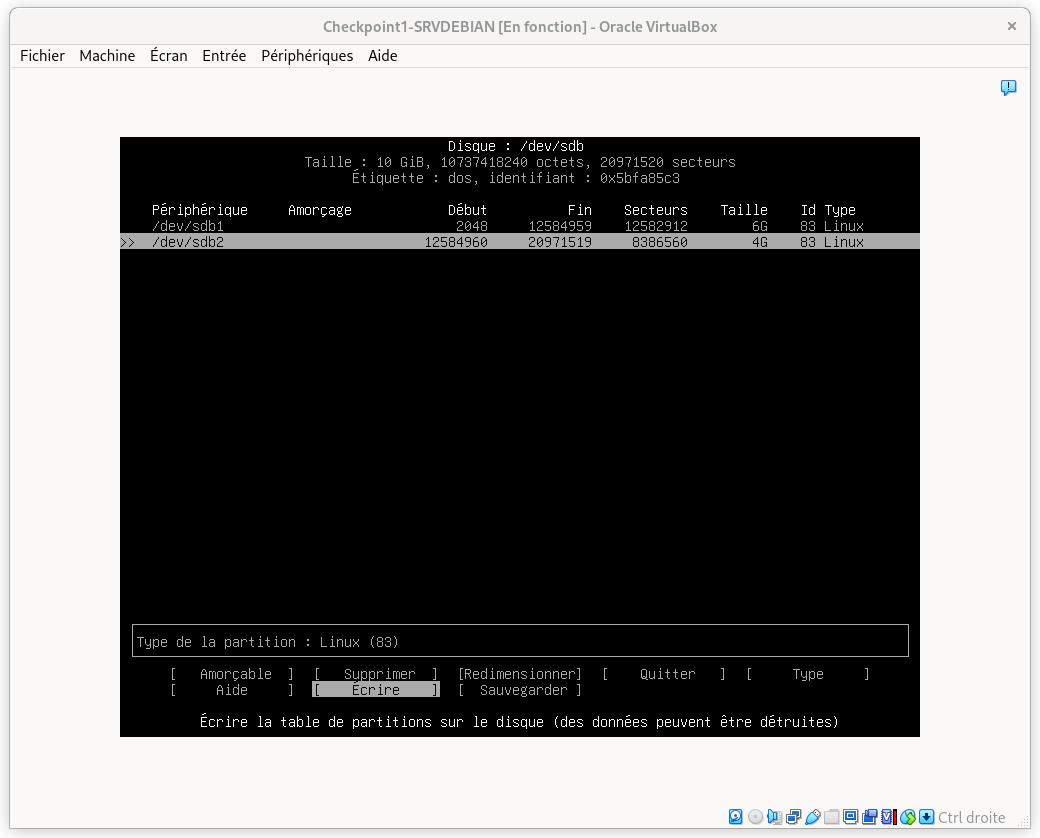 Checkpoint1-SRVDEBIAN [En fonction] - Oracle VirtualBox
Fichier Machine Écran Entrée Périphériques Aide
Disque : /dev/sdb
Taille : 10 GiB, 10737418240 octets, 20971520 secteurs
Étiquette : dos, identifiant : 0x5bfa85c3
Périphérique Amorçage Début Fin Secteurs Taille Id Type
/dev/sdb1 2048 12584959 12582912 6G 83 Linux
>> /dev/sdb2 12584960 20971519 8386560 4G 83 Linux
Type de la partition : Linux (83)
[ Amorçable ] [ Supprimer ] [Redimensionner] [ Quitter ] [ Type ]
[ Aide ] [ Écrire ] [ Sauvegarder ]
Écrire la table de partitions sur le disque (des données peuvent être détruites)
Ctrl droite